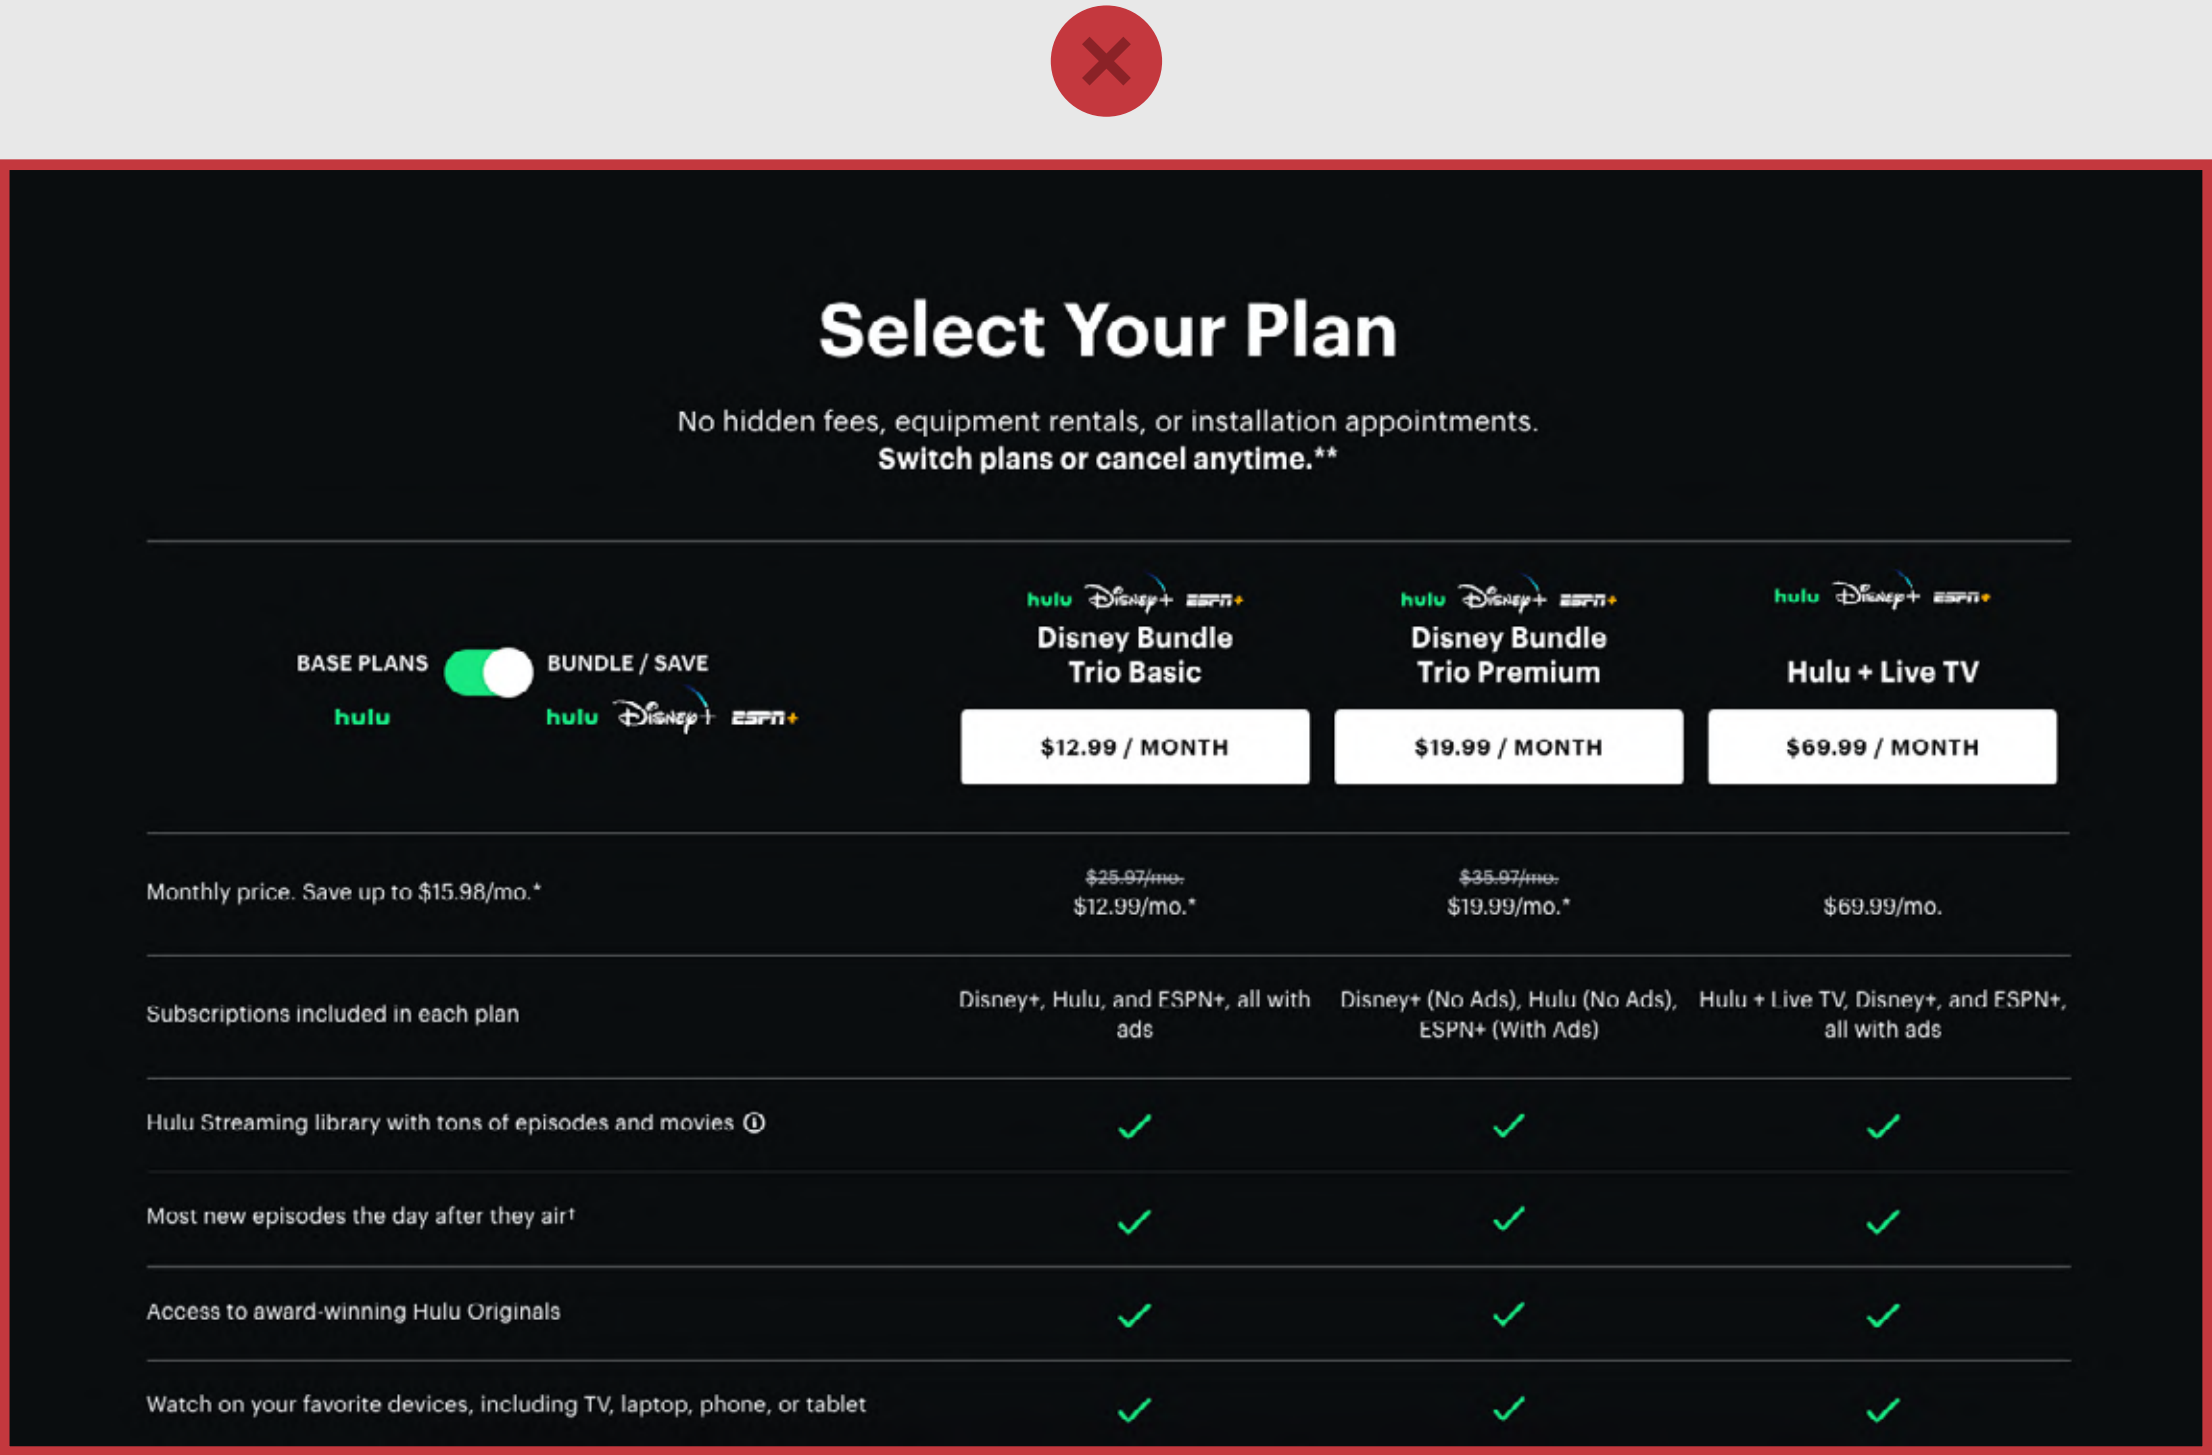 Select Your Plan
No hidden fees, equipment rentals, or installation appointments.
Switch plans or cancel anytime.**
BASE PLANS
hulu
BUNDLE / SAVE
hulu Disney+ ESPN+
hulu Disney+ ESPN+
Disney Bundle
Trio Basic
$12.99 / MONTH
hulu Disney+ ESPN+
Disney Bundle
Trio Premium
$19.99 / MONTH
hulu Disney+ ESPN+
Hulu + Live TV
$69.99 / MONTH
Monthly price. Save up to $15.98/mo.*
$25.97/mo.
$12.99/mo.*
$35.97/mo.
$19.99/mo.*
$69.99/mo.
Subscriptions included in each plan
Disney+, Hulu, and ESPN+, all with
ads
Disney+ (No Ads), Hulu (No Ads),
ESPN+ (With Ads)
Hulu + Live TV, Disney+, and ESPN+,
all with ads
Hulu Streaming library with tons of episodes and movies
Most new episodes the day after they air†
Access to award-winning Hulu Originals
Watch on your favorite devices, including TV, laptop, phone, or tablet